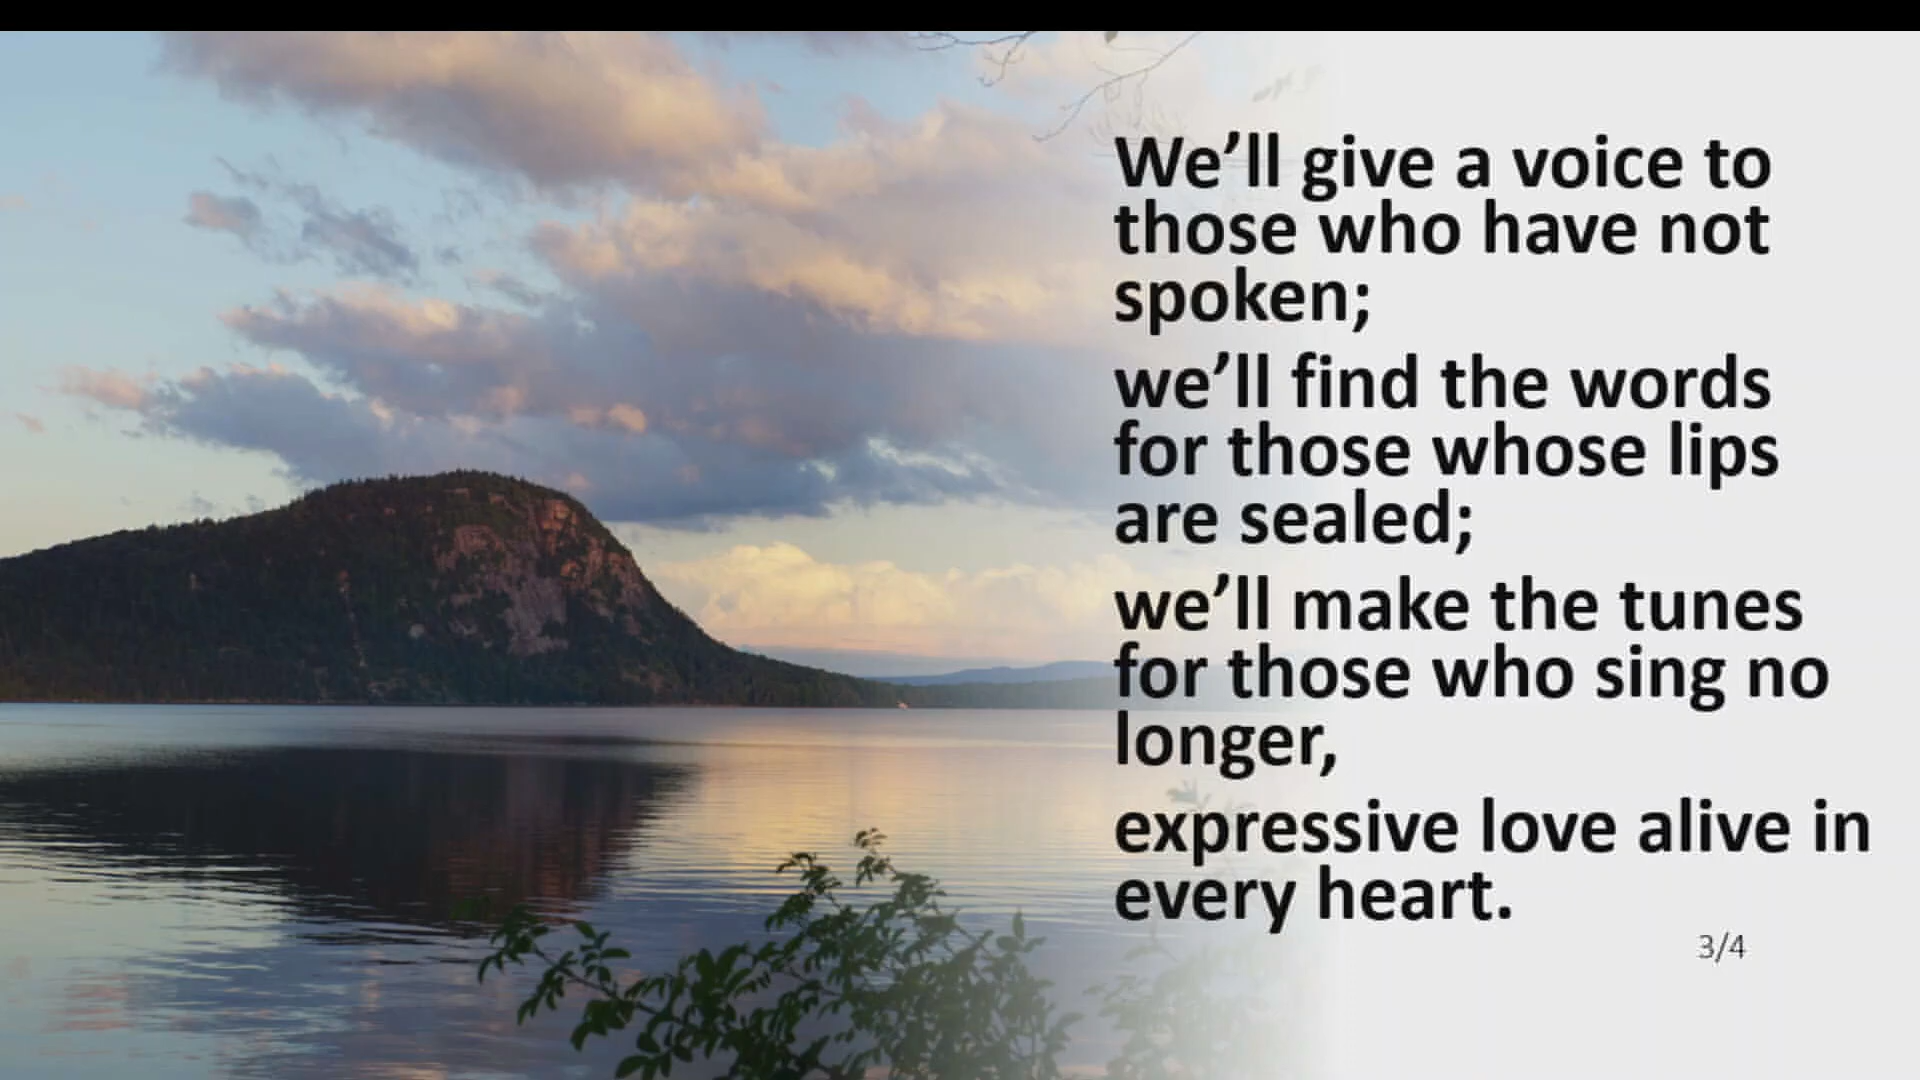 We’ll give a voice to
those who have not
spoken;
we’ll find the words
for those whose lips
are sealed;
we’ll make the tunes
for those who sing no
longer,
expressive love alive in
every heart.
3/4